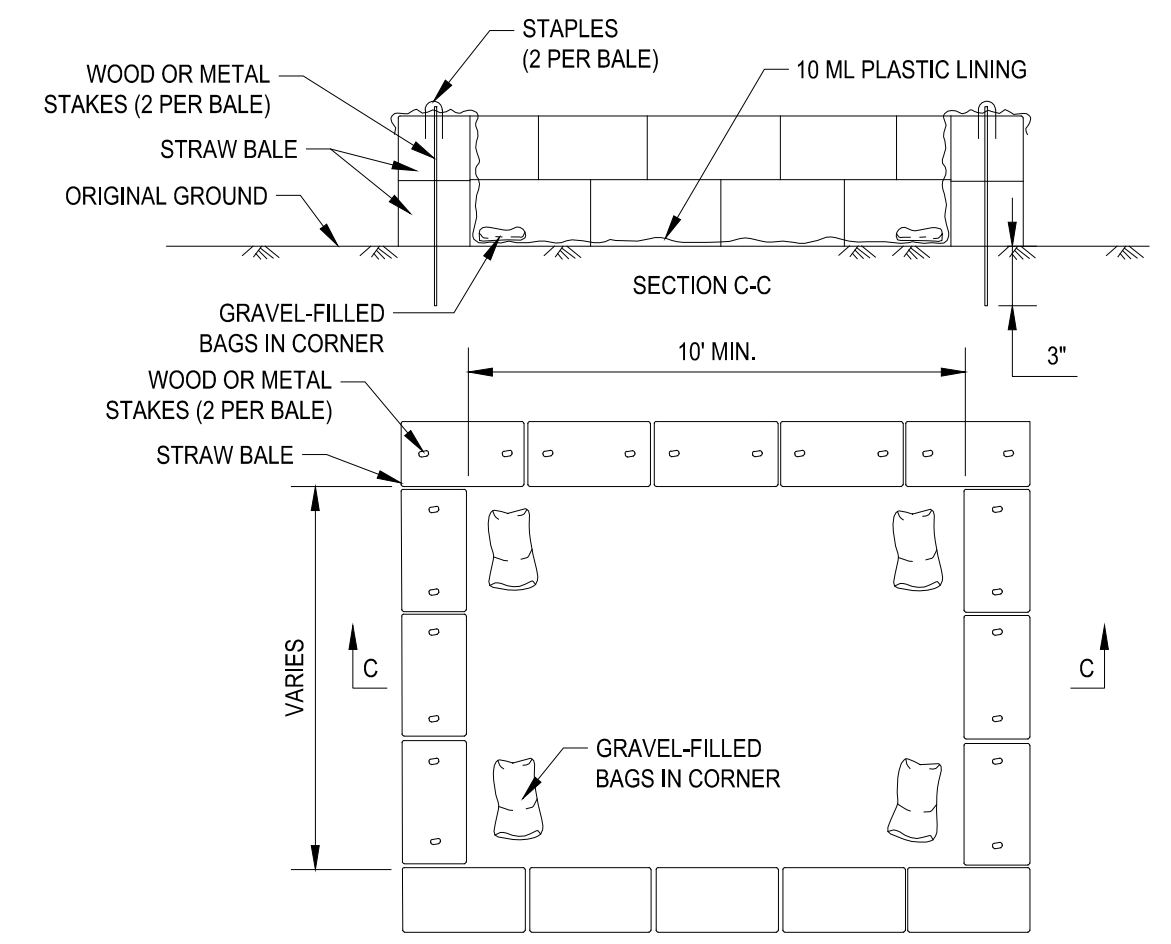 STAPLES
(2 PER BALE)
WOOD OR METAL
STAKES (2 PER BALE)
10 ML PLASTIC LINING
STRAW BALE
ORIGINAL GROUND
SECTION C-C
GRAVEL-FILLED
BAGS IN CORNER
10' MIN.
3"
WOOD OR METAL
STAKES (2 PER BALE)
STRAW BALE
VARIES
C
C
GRAVEL-FILLED
BAGS IN CORNER